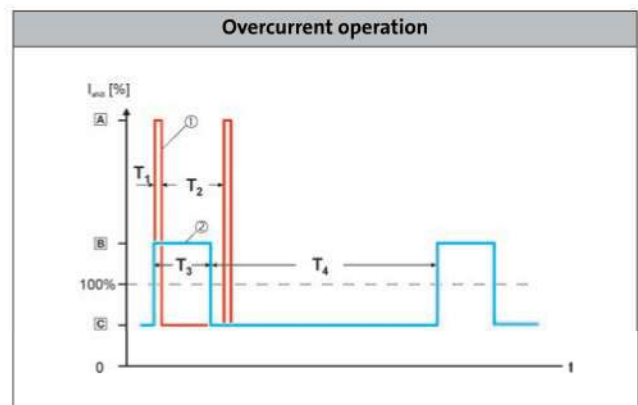 Overcurrent operation
I [%]
A
①
T₁
T₂
B
②
T₃
T₄
100%
C
0
t